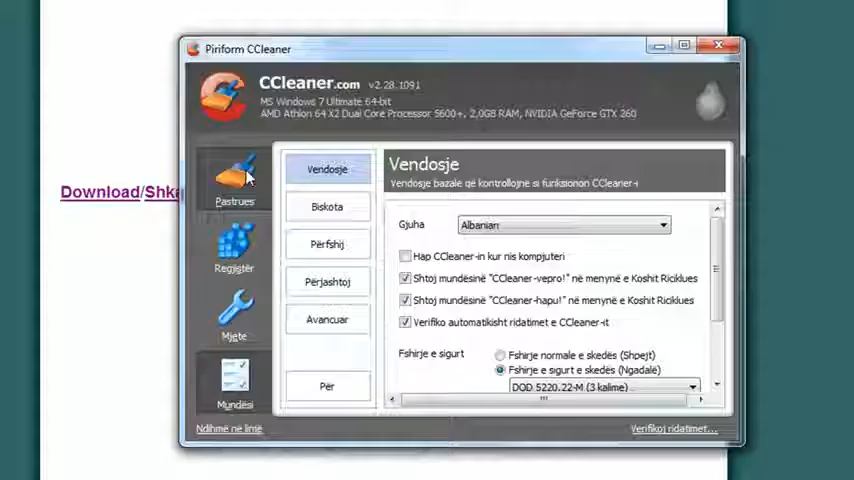 Piriform CCleaner
CCleaner.com v2.28.1091
MS Windows 7 Ultimate 64-bit
AMD Athlon 64 X2 Dual Core Processor 5600+, 2,0GB RAM, NVIDIA GeForce GTX 260
Download/Shka
Pastrues
Regjistër
Mjete
Mundësi
Vendosje
Biskota
Përfshij
Përjashtoj
Avancuar
Për
Vendosje
Vendosje bazale që kontrollojnë si funksionon CCleaner-i
Gjuha
Albanian
Hap CCleaner-in kur nis kompjuteri
Shtoj mundësinë "CCleaner-vepro!" në menynë e Koshit Riciklues
Shtoj mundësinë "CCleaner-hapu!" në menynë e Koshit Riciklues
Verifiko automatikisht ridatimet e CCleaner-it
Fshirje e sigurt
Fshirje normale e skedës (Shpejt)
Fshirje e sigurt e skedës (Ngadalë)
DOD 5220.22-M (3 kalime)
Ndihmë në linjë
Verifikoj ridatimet...